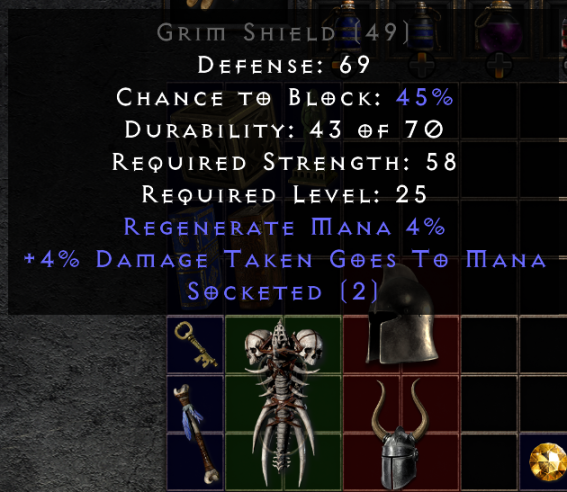 Grim Shield (49)
Defense: 69
Chance to Block: 45%
Durability: 43 of 70
Required Strength: 58
Required Level: 25
Regenerate Mana 4%
+4% Damage Taken Goes To Mana
Socketed (2)